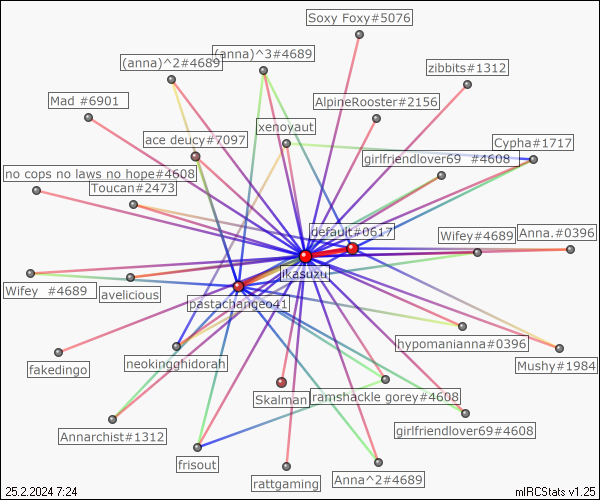 Soxy Foxy#5076
(anna)^3#4689
(anna)^2#4689
zibbits#1312
Mad #6901
AlpineRooster#2156
xenoyaut
ace deucy#7097
Cypha#1717
girlfriendlover69 #4608
no cops no laws no hope#4608
Toucan#2473
default#0617
Wifey#4689
Anna.#0396
ikasuzu
Wifey #4689
avelicious
pastachangeo41
hypomanianna#0396
fakedingo
neokingghidorah
Mushy#1984
Skalman
ramshackle gorey#4608
Annarchist#1312
girlfriendlover69#4608
frisout
rattgaming
Anna^2#4689
25.2.2024 7:24
mIRCStats v1.25